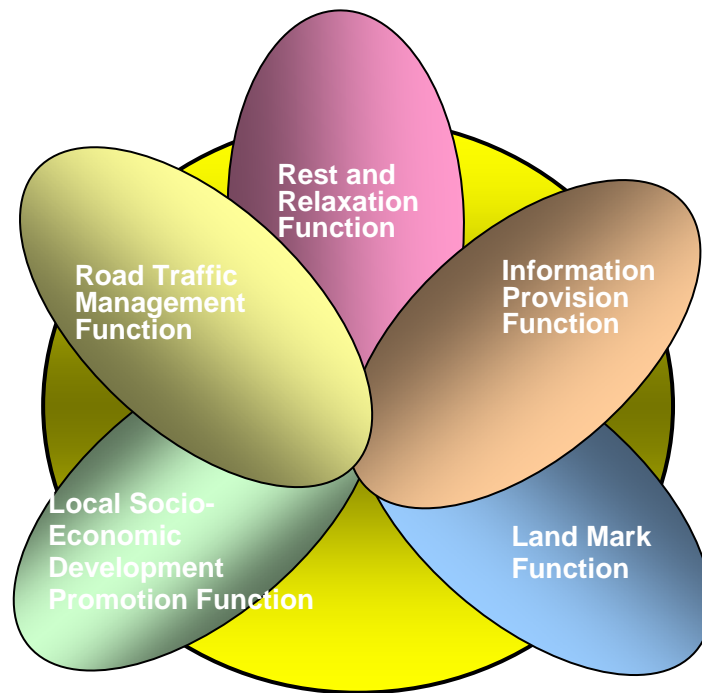 Rest and
Relaxation
Function
Road Traffic
Management
Function
Information
Provision
Function
Local Socio-
Economic
Development
Promotion Function
Land Mark
Function